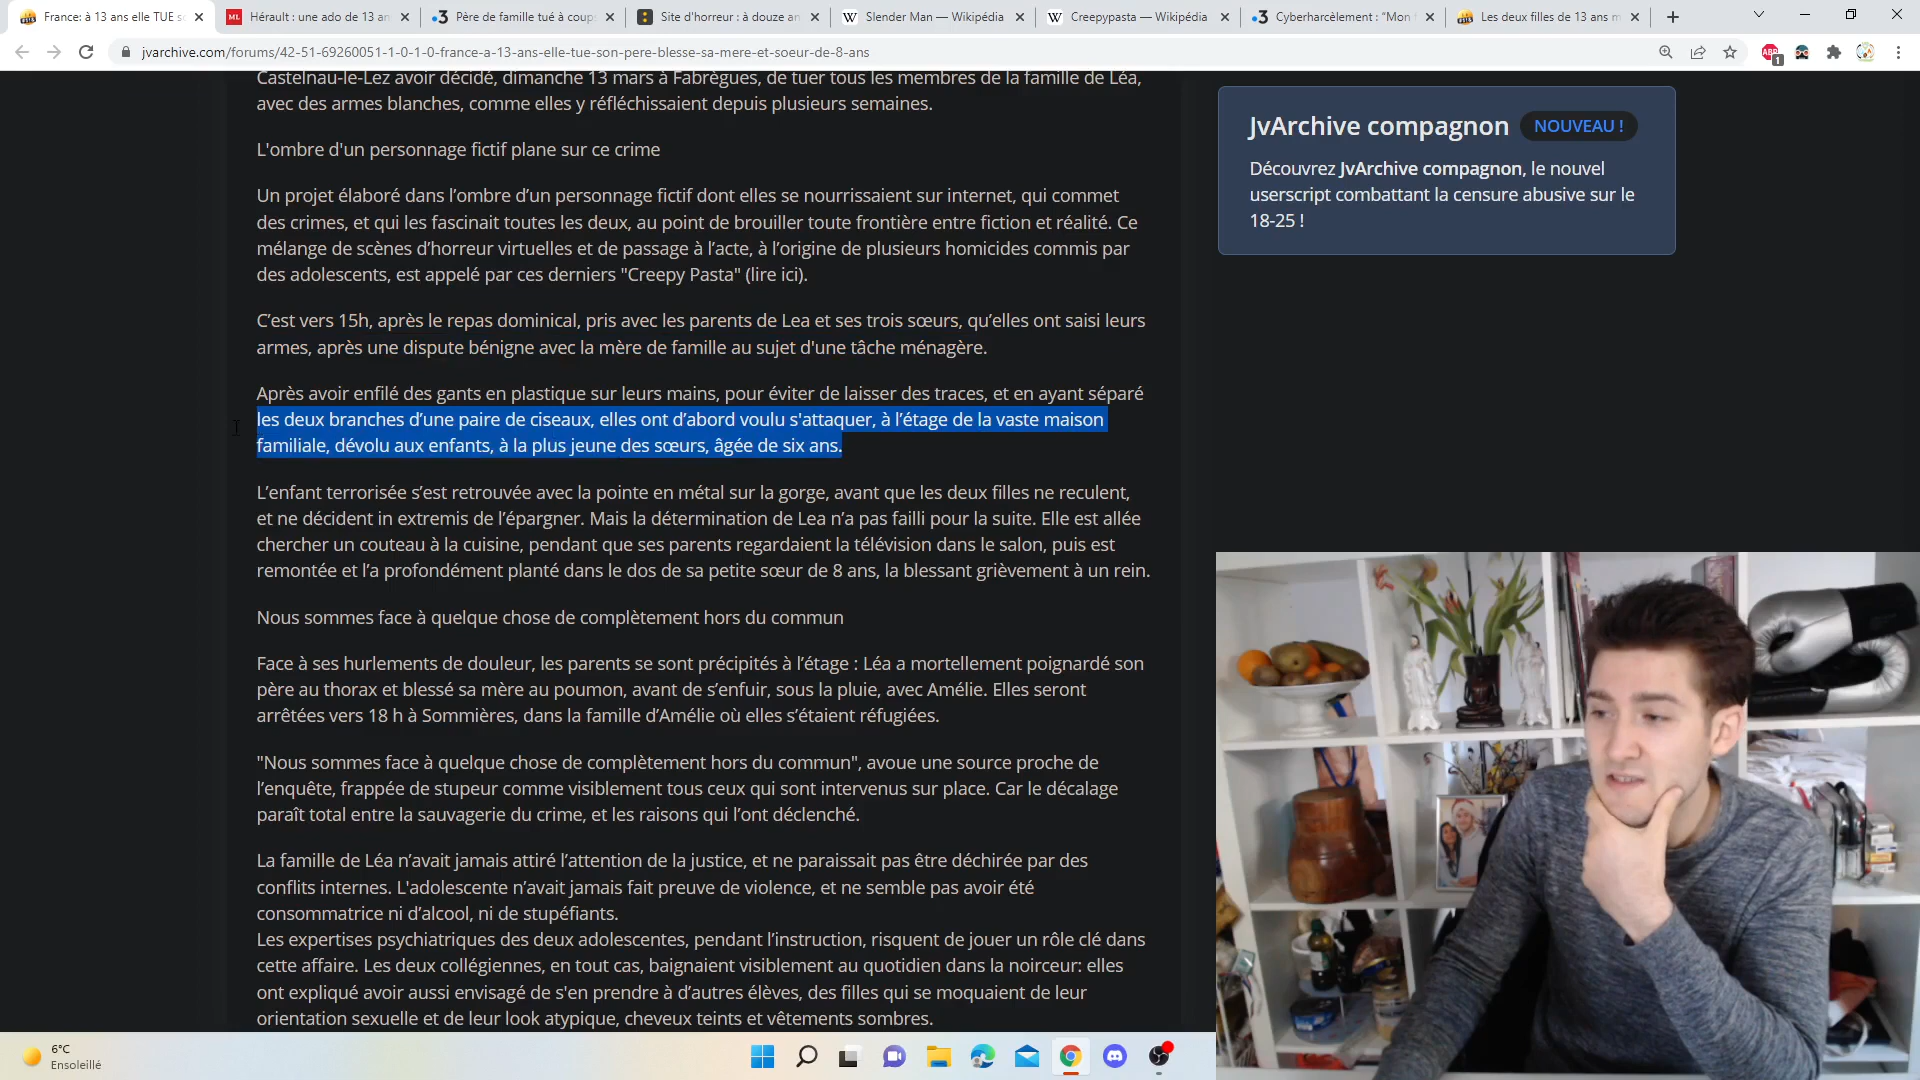 France: à 13 ans elle TUE so
Hérault : une ado de 13 an
Père de famille tué à coups
Site d'horreur : à douze an
Slender Man — Wikipédia
Creepypasta — Wikipédia
Cyberharcèlement : "Mon f
Les deux filles de 13 ans m
jvarchive.com/forums/42-51-69260051-1-0-1-0-france-a-13-ans-elle-tue-son-pere-blesse-sa-mere-et-soeur-de-8-ans
Castelnau-le-Lez avoir décidé, dimanche 13 mars à Fabrègues, de tuer tous les membres de la famille de Léa,
avec des armes blanches, comme elles y réfléchissaient depuis plusieurs semaines.
L'ombre d'un personnage fictif plane sur ce crime
Un projet élaboré dans l’ombre d’un personnage fictif dont elles se nourrissaient sur internet, qui commet
des crimes, et qui les fascinait toutes les deux, au point de brouiller toute frontière entre fiction et réalité. Ce
mélange de scènes d’horreur virtuelles et de passage à l’acte, à l’origine de plusieurs homicides commis par
des adolescents, est appelé par ces derniers "Creepy Pasta" (lire ici).
C’est vers 15h, après le repas dominical, pris avec les parents de Lea et ses trois sœurs, qu’elles ont saisi leurs
armes, après une dispute bénigne avec la mère de famille au sujet d'une tâche ménagère.
Après avoir enfilé des gants en plastique sur leurs mains, pour éviter de laisser des traces, et en ayant séparé
les deux branches d’une paire de ciseaux, elles ont d’abord voulu s'attaquer, à l’étage de la vaste maison
familiale, dévolu aux enfants, à la plus jeune des sœurs, âgée de six ans.
L’enfant terrorisée s’est retrouvée avec la pointe en métal sur la gorge, avant que les deux filles ne reculent,
et ne décident in extremis de l’épargner. Mais la détermination de Lea n’a pas failli pour la suite. Elle est allée
chercher un couteau à la cuisine, pendant que ses parents regardaient la télévision dans le salon, puis est
remontée et l’a profondément planté dans le dos de sa petite sœur de 8 ans, la blessant grièvement à un rein.
Nous sommes face à quelque chose de complètement hors du commun
Face à ses hurlements de douleur, les parents se sont précipités à l’étage : Léa a mortellement poignardé son
père au thorax et blessé sa mère au poumon, avant de s’enfuir, sous la pluie, avec Amélie. Elles seront
arrêtées vers 18 h à Sommières, dans la famille d’Amélie où elles s’étaient réfugiées.
"Nous sommes face à quelque chose de complètement hors du commun", avoue une source proche de
l’enquête, frappée de stupeur comme visiblement tous ceux qui sont intervenus sur place. Car le décalage
paraît total entre la sauvagerie du crime, et les raisons qui l’ont déclenché.
La famille de Léa n’avait jamais attiré l’attention de la justice, et ne paraissait pas être déchirée par des
conflits internes. L'adolescente n’avait jamais fait preuve de violence, et ne semble pas avoir été
consommatrice ni d’alcool, ni de stupéfiants.
Les expertises psychiatriques des deux adolescentes, pendant l’instruction, risquent de jouer un rôle clé dans
cette affaire. Les deux collégiennes, en tout cas, baignaient visiblement au quotidien dans la noirceur: elles
ont expliqué avoir aussi envisagé de s'en prendre à d’autres élèves, des filles qui se moquaient de leur
orientation sexuelle et de leur look atypique, cheveux teints et vêtements sombres.
JvArchive compagnon NOUVEAU !
Découvrez JvArchive compagnon, le nouvel
userscript combattant la censure abusive sur le
18-25 !
6°C
Ensoleillé